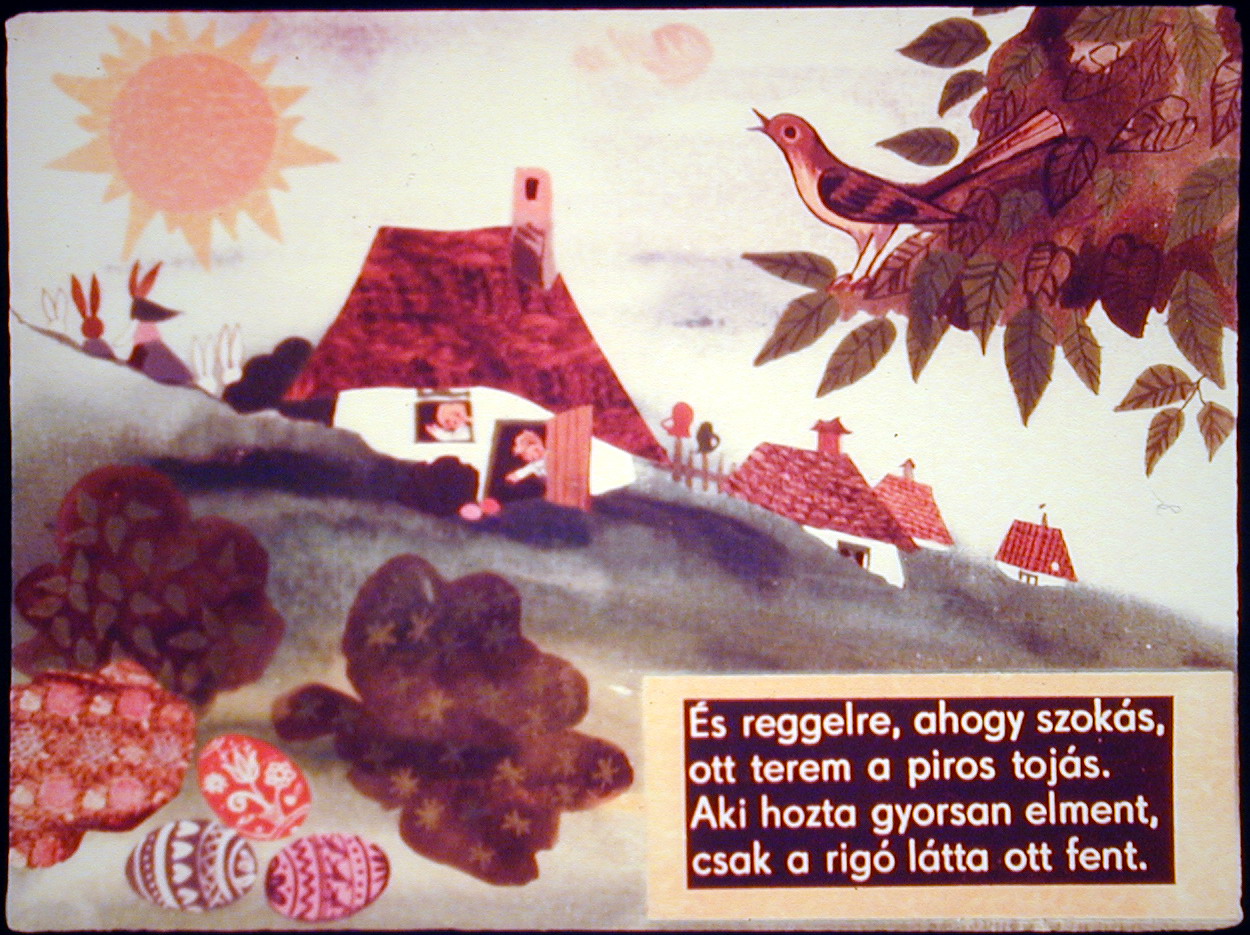 És reggelre, ahogy szokás,
ott terem a piros tojás.
Aki hozta gyorsan elment,
csak a rigó látta ott fent.